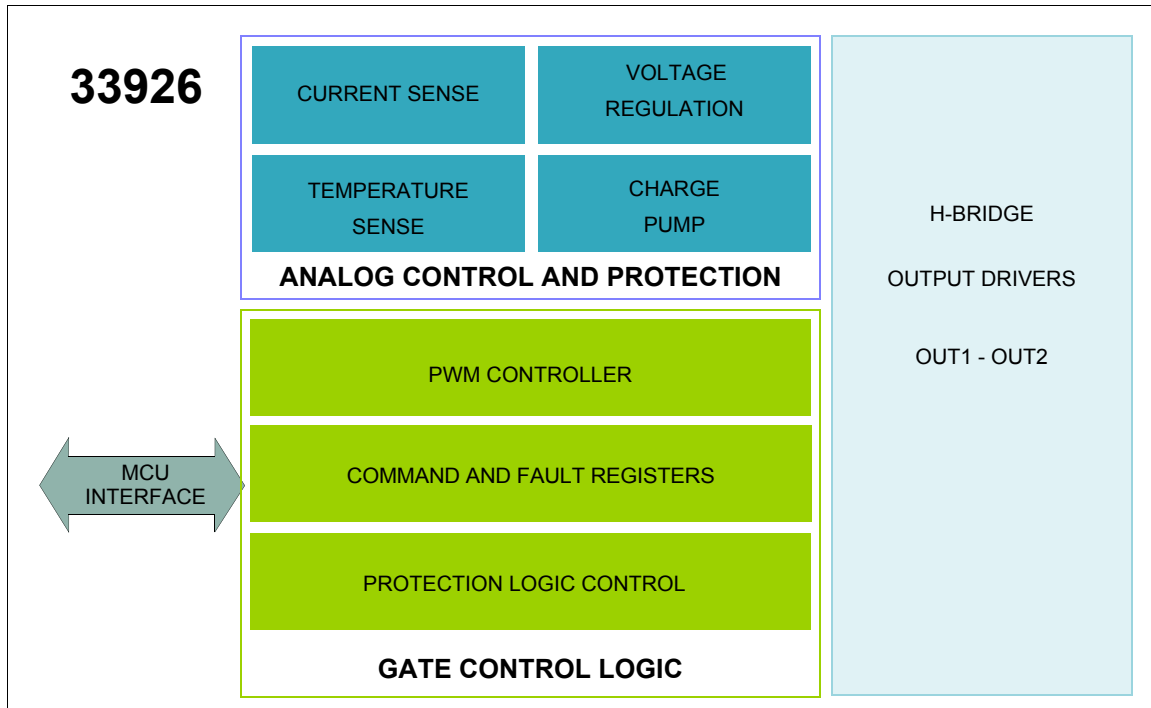 33926
CURRENT SENSE
VOLTAGE
REGULATION
TEMPERATURE
SENSE
CHARGE
PUMP
ANALOG CONTROL AND PROTECTION
PWM CONTROLLER
COMMAND AND FAULT REGISTERS
PROTECTION LOGIC CONTROL
GATE CONTROL LOGIC
MCU
INTERFACE
H-BRIDGE
OUTPUT DRIVERS
OUT1 - OUT2